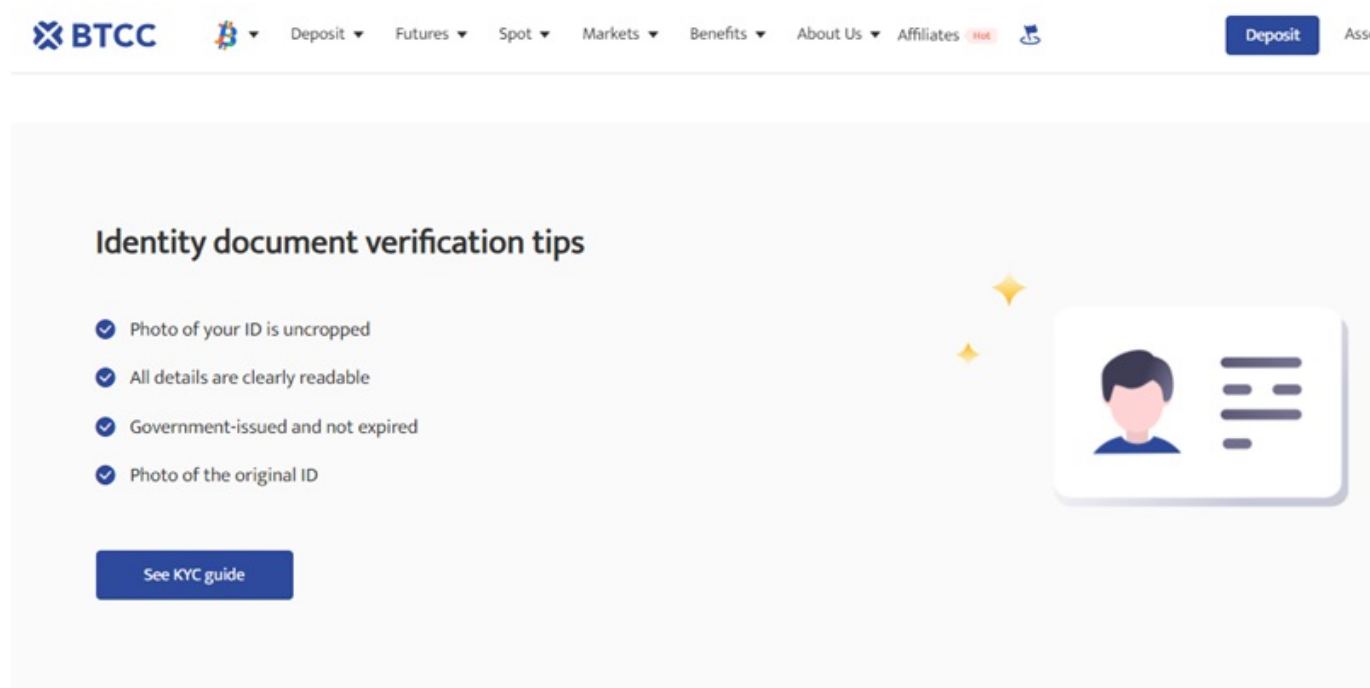 BTCC Deposit Futures Spot Markets Benefits About Us Affiliates Hot Deposit
Identity document verification tips
Photo of your ID is uncropped
All details are clearly readable
Government-issued and not expired
Photo of the original ID
See KYC guide